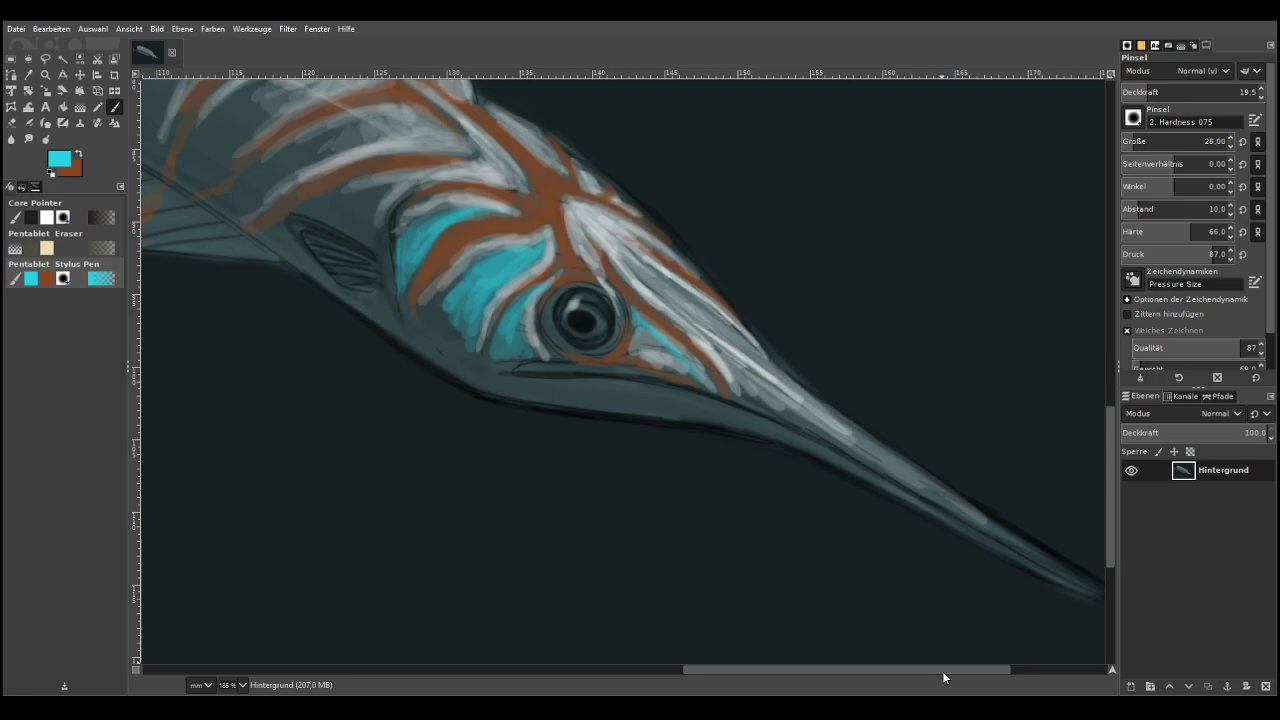 Datei Bearbeiten Auswahl Ansicht Bild Ebene Farben Werkzeuge Filter Fenster Hilfe
110 115 120 125 130 135 140 145 150 155 160 165 170
Core Pointer
Pentablet Eraser
Pentablet Stylus Pen
mm 185 % Hintergrund (207,0 MB)
Pinsel
Modus Normal (v)
Deckkraft 19,5
Pinsel
2. Hardness 075
Größe 28,00
Seitenverhältnis 0,00
Winkel 0,00
Abstand 10,0
Härte 66,0
Druck 87,0
Zeichendynamiken
Pressure Size
Optionen der Zeichendynamik
Zittern hinzufügen
Weiches Zeichnen
Qualität 87
Ebenen Kanäle Pfade
Modus Normal
Deckkraft 100,0
Sperre:
Hintergrund